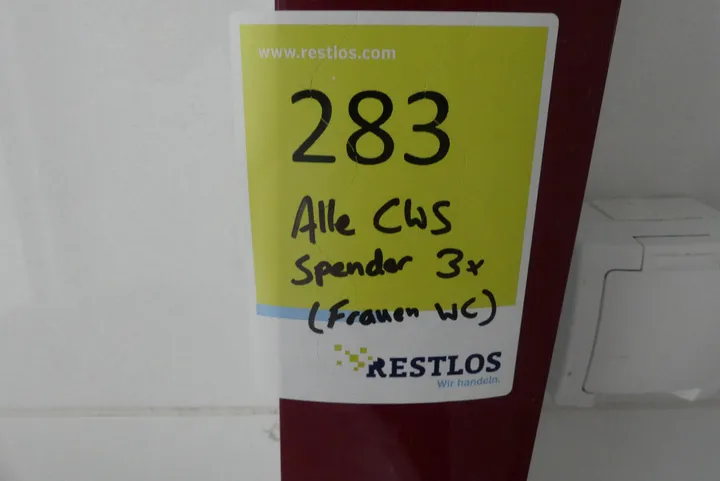 www.restlos.com
283
Alle CWS
Spender 3x
(Frauen WC)
RESTLOS
Wir handeln.